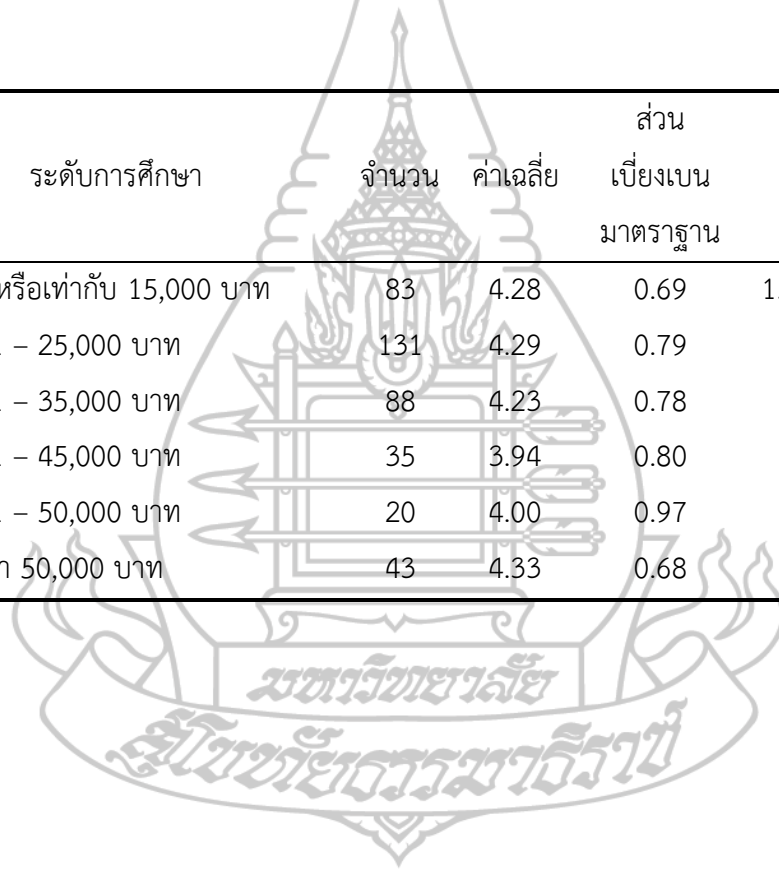 ส่วน
ระดับการศึกษา จำนวน ค่าเฉลี่ย เบี่ยงเบน
มาตราฐาน
หรือเท่ากับ 15,000 บาท 83 4.28 0.69
– 25,000 บาท 131 4.29 0.79
– 35,000 บาท 88 4.23 0.78
– 45,000 บาท 35 3.94 0.80
– 50,000 บาท 20 4.00 0.97
50,000 บาท 43 4.33 0.68
มหาวิทยาลัย
สุโขทัยธรรมาธิราช